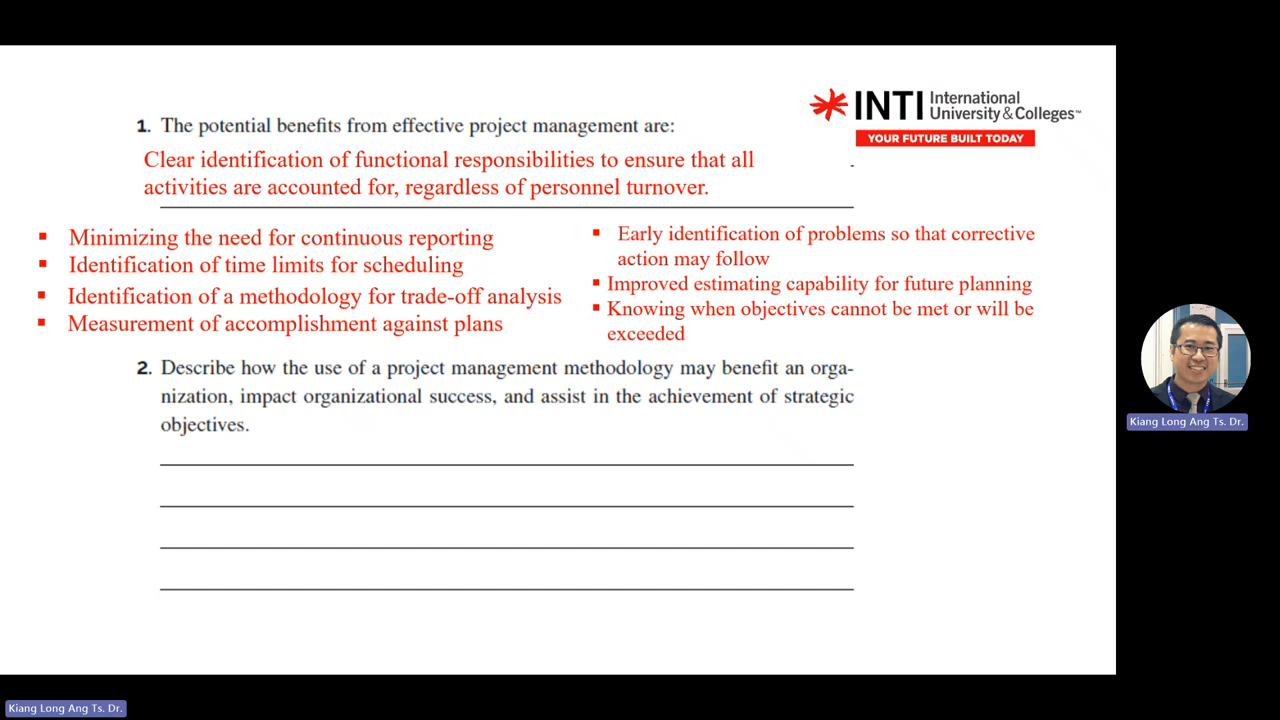 INTI International
University & Colleges™
YOUR FUTURE BUILT TODAY
1. The potential benefits from effective project management are:
Clear identification of functional responsibilities to ensure that all
activities are accounted for, regardless of personnel turnover.
▪ Minimizing the need for continuous reporting
▪ Identification of time limits for scheduling
▪ Identification of a methodology for trade-off analysis
▪ Measurement of accomplishment against plans
▪ Early identification of problems so that corrective
action may follow
▪ Improved estimating capability for future planning
▪ Knowing when objectives cannot be met or will be
exceeded
2. Describe how the use of a project management methodology may benefit an orga-
nization, impact organizational success, and assist in the achievement of strategic
objectives.
Kiang Long Ang Ts. Dr.
Kiang Long Ang Ts. Dr.